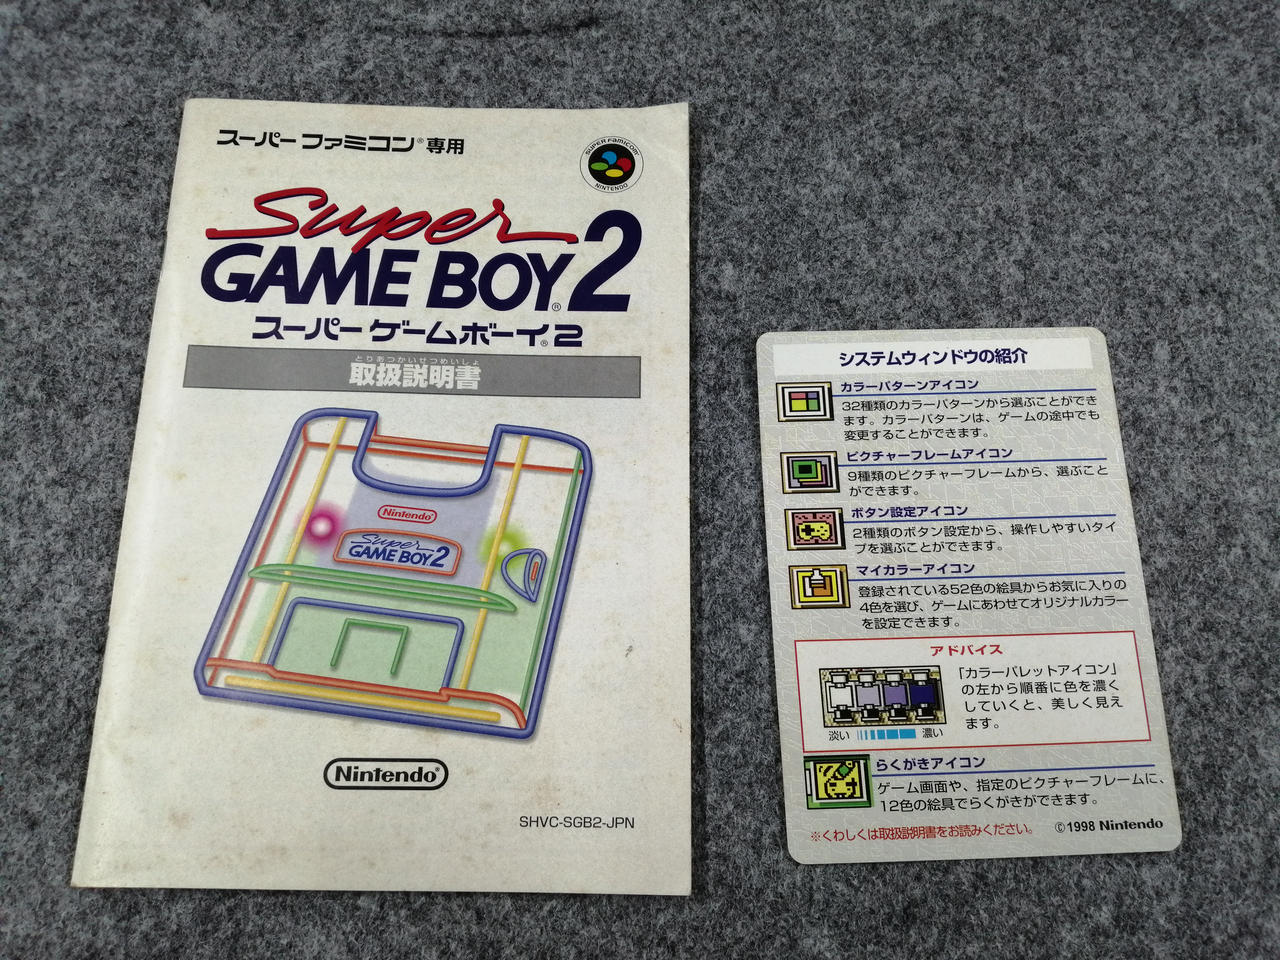 スーパーファミコン®専用
SUPER FAMICOM
NINTENDO
Super
GAME BOY®2
スーパーゲームボーイ®2
とりあつかいせつめいしょ
取扱説明書
Nintendo®
Super
GAME BOY 2
Nintendo®
SHVC-SGB2-JPN
システムウィンドウの紹介
カラーパターンアイコン
32種類のカラーパターンから選ぶことができ
ます。カラーパターンは、ゲームの途中でも
変更することができます。
ピクチャーフレームアイコン
9種類のピクチャーフレームから、選ぶこと
ができます。
ボタン設定アイコン
2種類のボタン設定から、操作しやすいタイ
プを選ぶことができます。
マイカラーアイコン
登録されている52色の絵具からお気に入りの
4色を選び、ゲームにあわせてオリジナルカラー
を設定できます。
アドバイス
「カラーパレットアイコン」
の左から順番に色を濃く
していくと、美しく見え
ます。
淡い 濃い
らくがきアイコン
ゲーム画面や、指定のピクチャーフレームに、
12色の絵具でらくがきができます。
※くわしくは取扱説明書をお読みください。
©1998 Nintendo